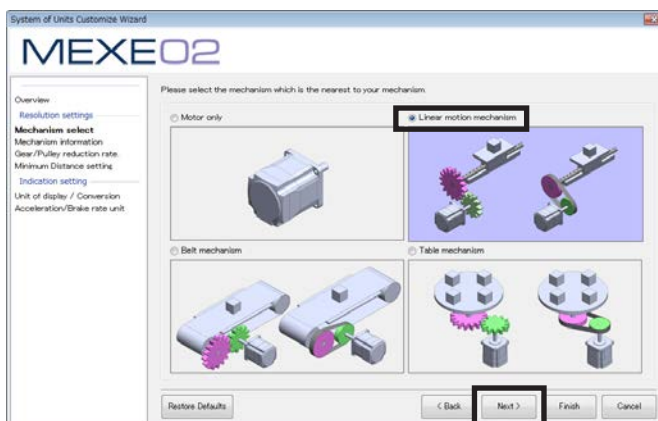 System of Units Customize Wizard
MEXE02
Overview
Resolution settings
Mechanism select
Mechanism information
Gear/Pulley reduction rate.
Minimum Distance setting
Indication setting
Unit of display / Conversion
Acceleration/Brake rate unit
Please select the mechanism which is the nearest to your mechanism.
Motor only
Linear motion mechanism
Belt mechanism
Table mechanism
Restore Defaults
< Back
Next >
Finish
Cancel